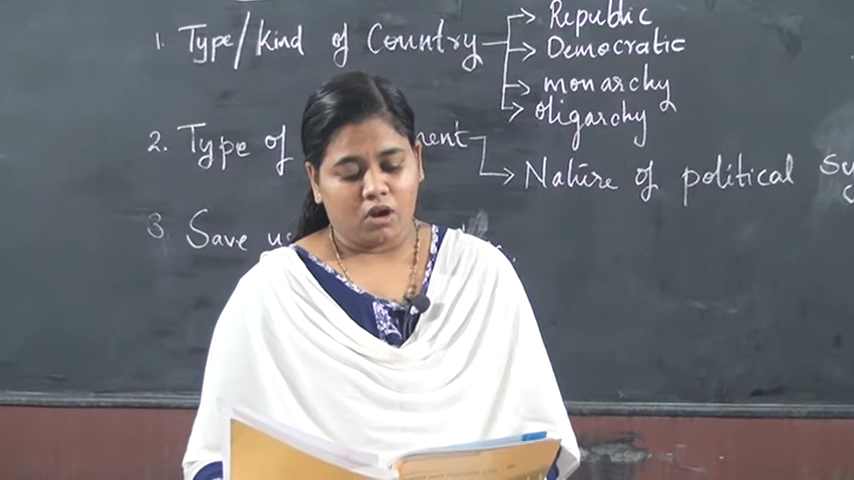 1. Type/kind of Country
Republic
Democratic
monarchy
oligarchy
2. Type of
Nature of political
3. Save